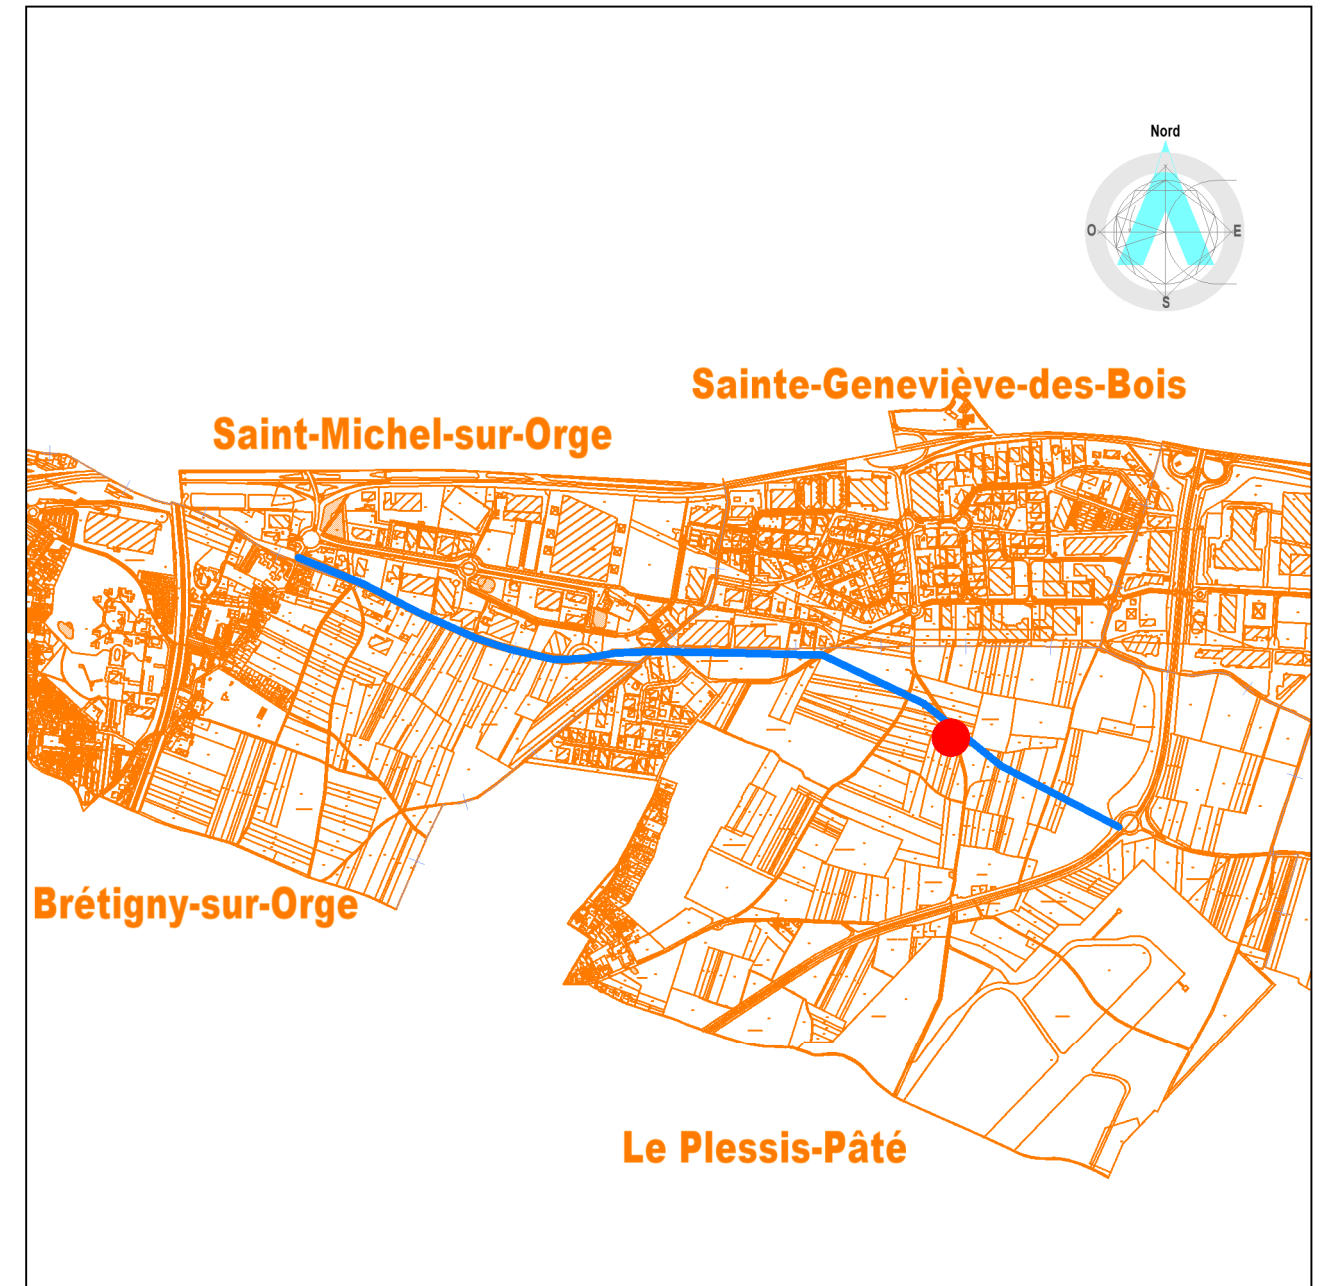 Nord
O
E
S
Sainte-Geneviève-des-Bois
Saint-Michel-sur-Orge
Brétigny-sur-Orge
Le Plessis-Pâté